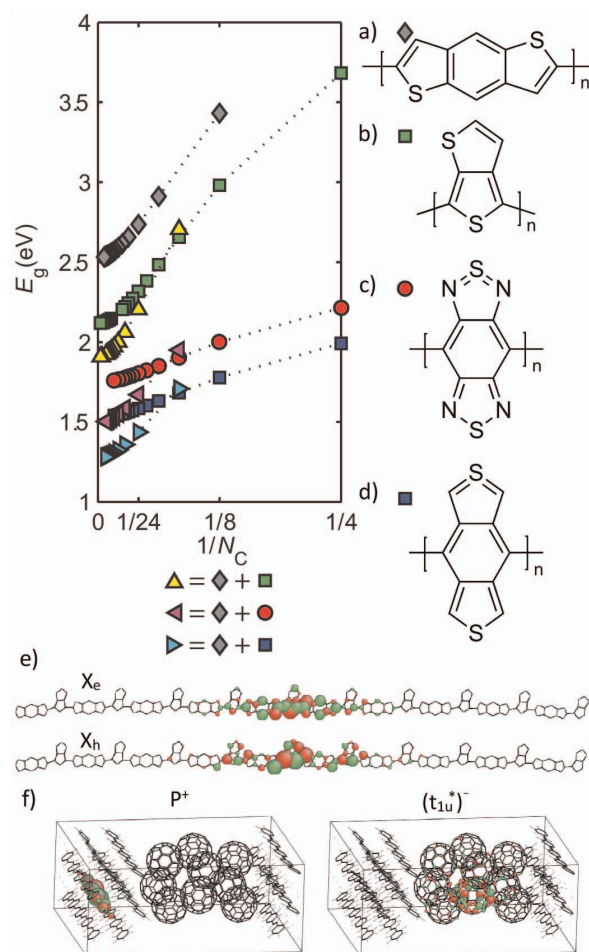 4
3.5
3
2.5
2
1.5
1
E_g(eV)
0
1/24
1/8
1/4
1/N_C
= +
= +
= +
a)
S
S
n
b)
S
S
n
c)
S
N N
n
N N
S
d)
S
n
S
e)
X_e
X_h
f)
P⁺
(t₁ᵤ*)⁻